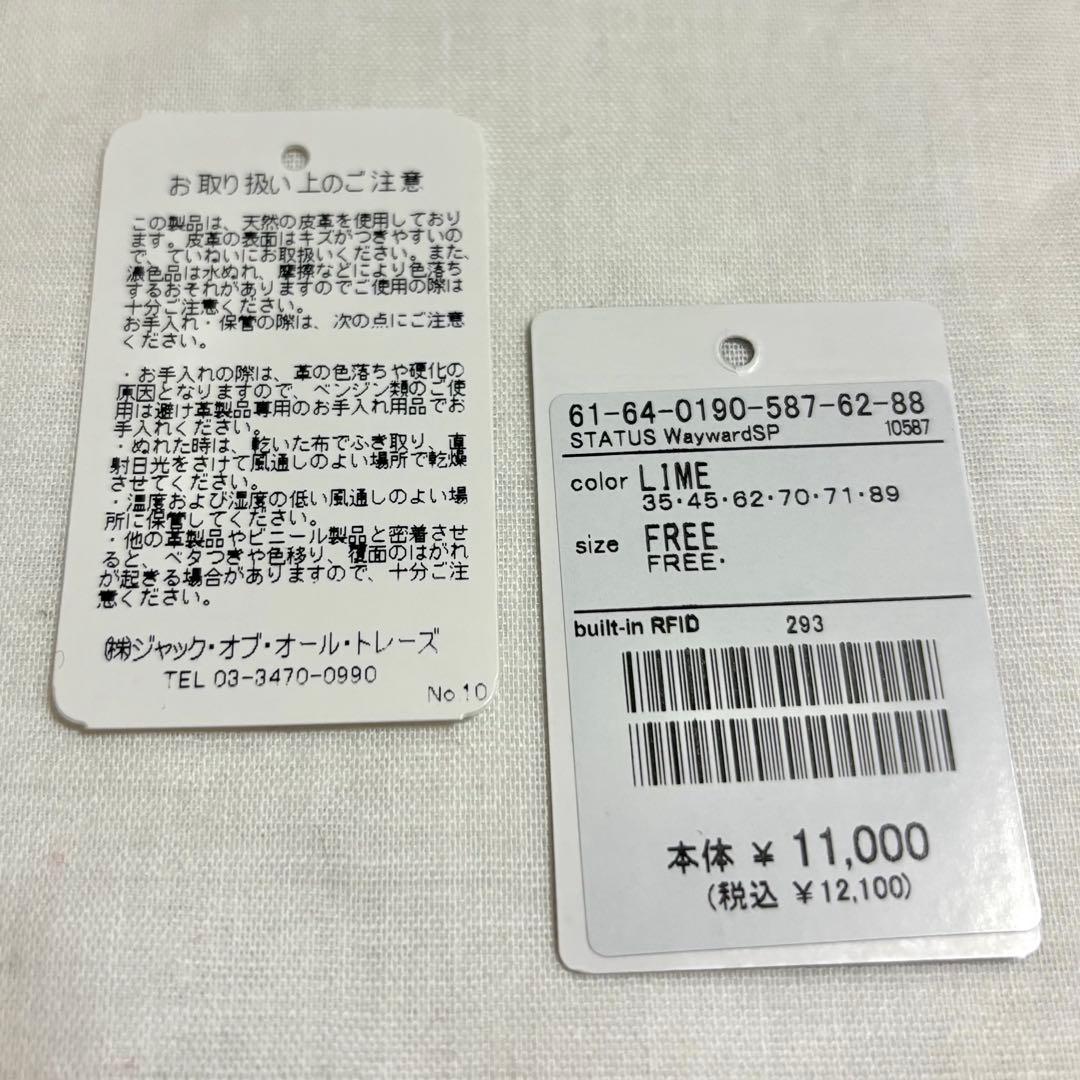 お取り扱い上のご注意
この製品は、天然の皮革を使用しており
ます。皮革の表面はキズがつきやすいの
で、ていねいにお取扱いください。また、
濃色品は水ぬれ、摩擦などにより色落ち
するおそれがありますのでご使用の際は
十分ご注意ください。
お手入れ・保管の際は、次の点にご注意
ください。
・お手入れの際は、革の色落ちや硬化の
原因となりますので、ベンジン類のご使
用は避け革製品専用のお手入れ用品でお
手入れください。
・ぬれた時は、乾いた布でふき取り、直
射日光をさけて風通しのよい場所で乾燥
させてください。
・温度および湿度の低い風通しのよい場
所に保管してください。
・他の革製品やビニール製品と密着させ
ると、ベタつきや色移り、覆面のはがれ
が起きる場合がありますので、十分ご注
意ください。
㈱ジャック・オブ・オール・トレーズ
TEL 03-3470-0990
No.10
61-64-0190-587-62-88
STATUS WaywardSP 10587
color LIME
35・45・62・70・71・89
size FREE
FREE・
built-in RFID 293
本体 ¥ 11,000
(税込 ¥12,100)